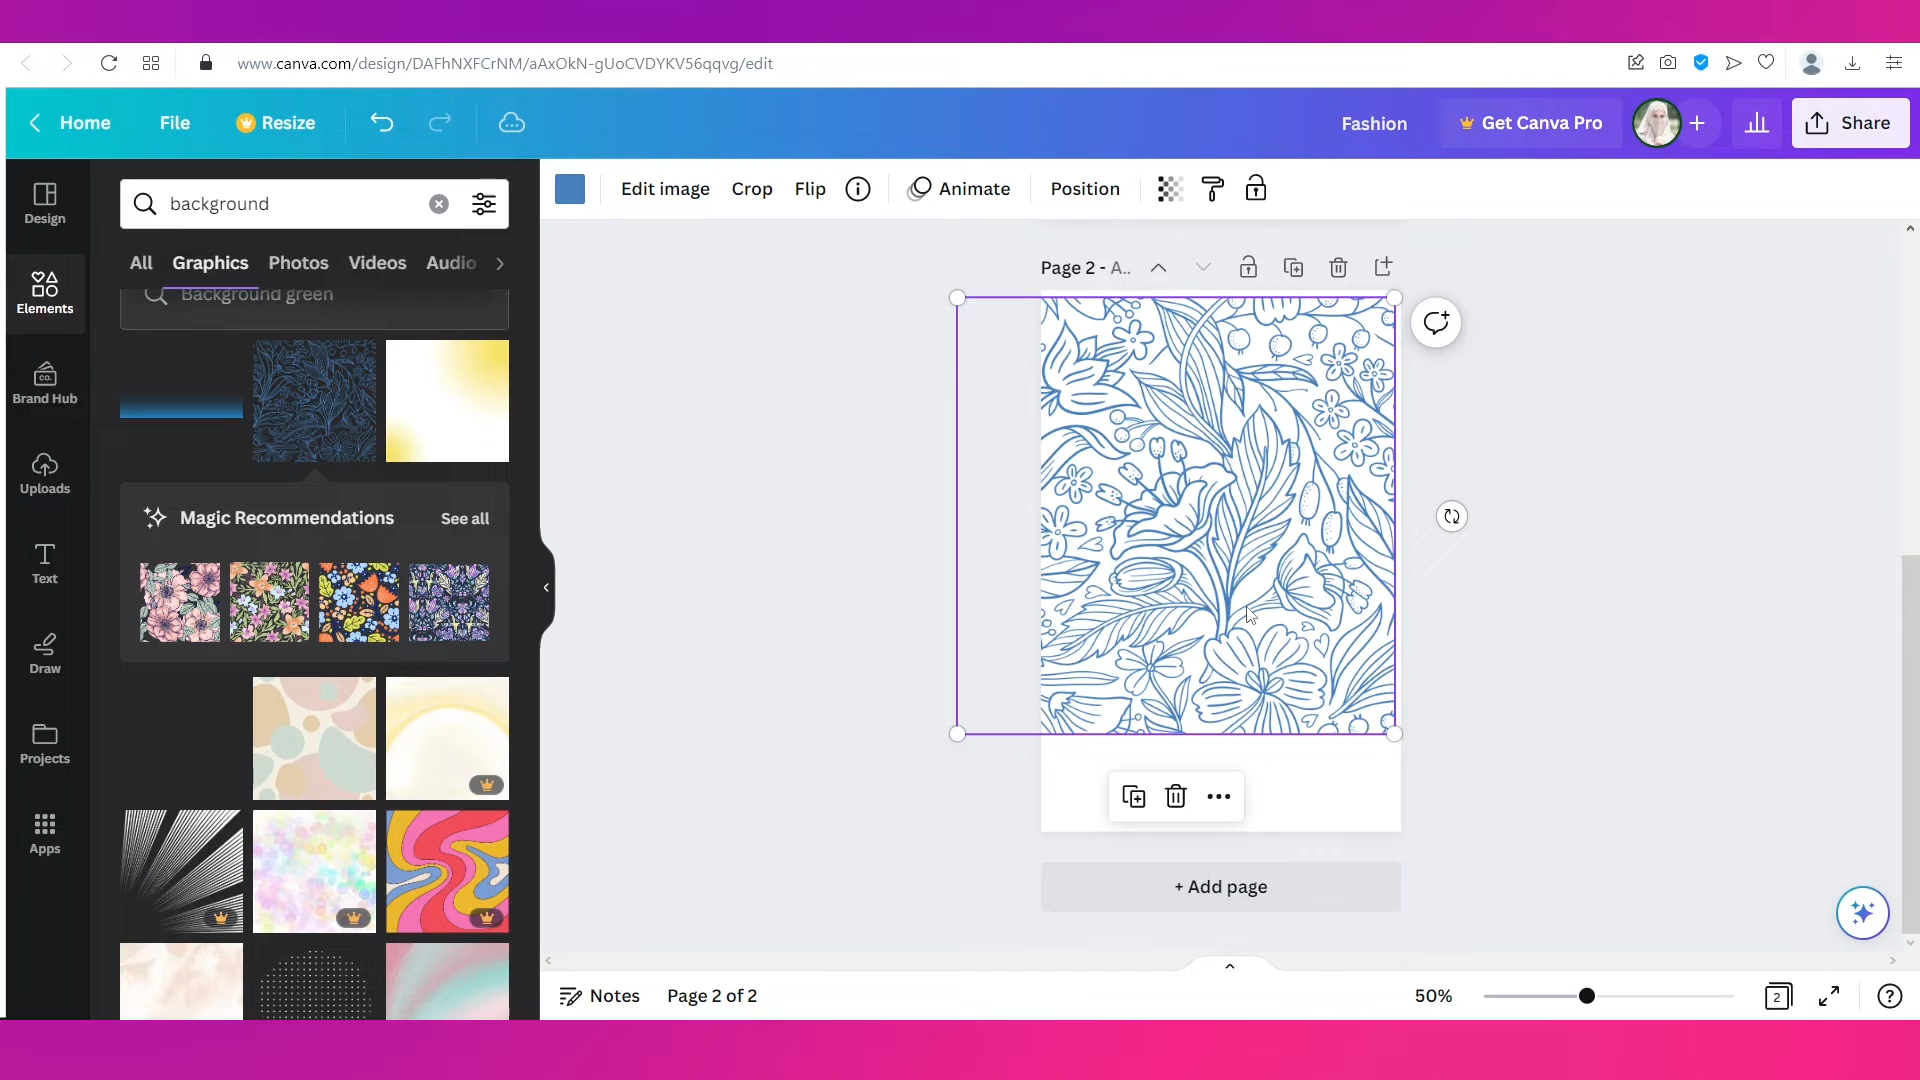 www.canva.com/design/DAFhNXFCrNM/aAxOkN-gUoCVDYKV56qqvg/edit
Home
File
Resize
Fashion
Get Canva Pro
Share
Design
Elements
Brand Hub
CO.
Uploads
Text
Draw
Projects
Apps
background
All
Graphics
Photos
Videos
Audio
Background green
Magic Recommendations
See all
Edit image
Crop
Flip
Animate
Position
Page 2 - A..
+ Add page
Notes
Page 2 of 2
50%
2